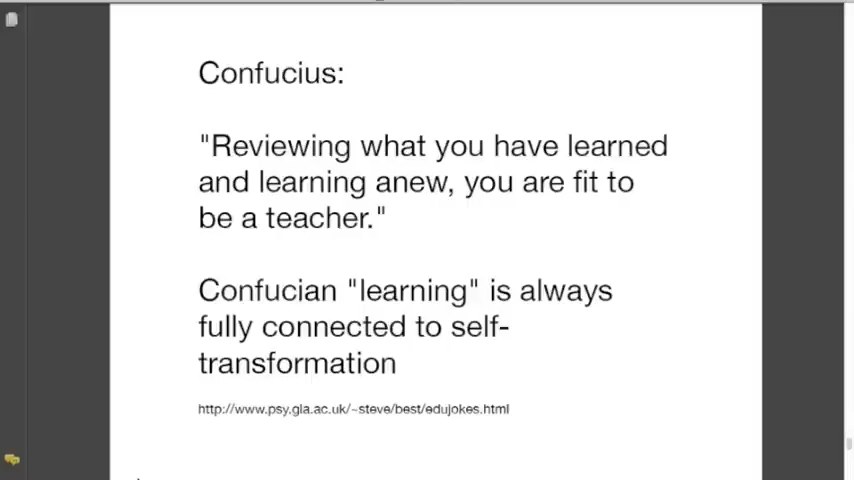 Confucius:
"Reviewing what you have learned
and learning anew, you are fit to
be a teacher."
Confucian "learning" is always
fully connected to self-
transformation
http://www.psy.gla.ac.uk/~steve/best/edujokes.html